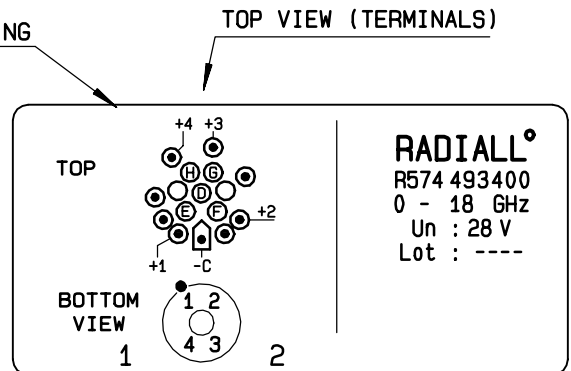 NG
TOP VIEW (TERMINALS)
+4 +3
TOP
H G
D
E F
+2
+1 -C
RADIALL°
R574 493400
0 - 18 GHz
Un : 28 V
Lot : ----
BOTTOM
VIEW
1 2
4 3
1 2